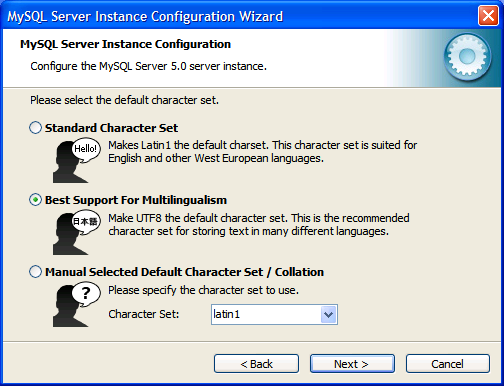 MySQL Server Instance Configuration Wizard
MySQL Server Instance Configuration
Configure the MySQL Server 5.0 server instance.
Please select the default character set.
Standard Character Set
Hello!
Makes Latin1 the default charset. This character set is suited for
English and other West European languages.
Best Support For Multilingualism
日本語
Make UTF8 the default character set. This is the recommended
character set for storing text in many different languages.
Manual Selected Default Character Set / Collation
?
Please specify the character set to use.
Character Set: latin1
< Back Next > Cancel